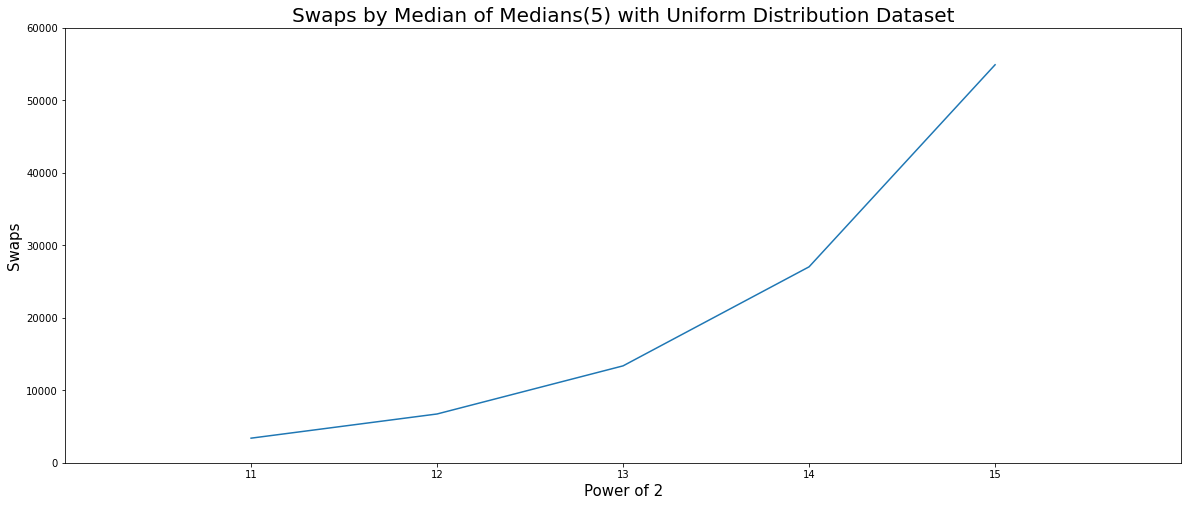 Swaps by Median of Medians(5) with Uniform Distribution Dataset
60000
50000
40000
30000
20000
10000
0
Swaps
11 12 13 14 15
Power of 2